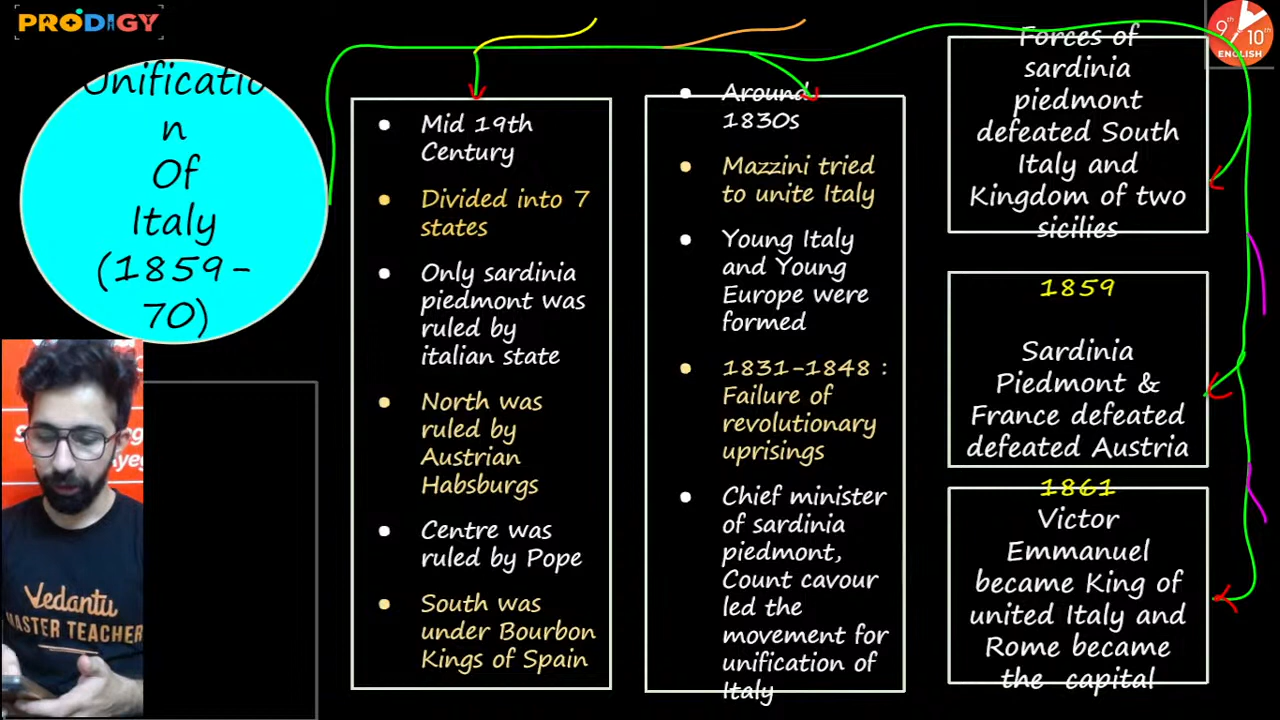 PRODIGY
9th
10th
ENGLISH
Unificatio
n
Of
Italy
(1859-
70)
Mid 19th
Century
Divided into 7
states
Only sardinia
piedmont was
ruled by
italian state
North was
ruled by
Austrian
Habsburgs
Centre was
ruled by Pope
South was
under Bourbon
Kings of Spain
Around
1830s
Mazzini tried
to unite Italy
Young Italy
and Young
Europe were
formed
1831-1848 :
Failure of
revolutionary
uprisings
Chief minister
of sardinia
piedmont,
Count cavour
led the
movement for
unification of
Italy
Forces of
sardinia
piedmont
defeated South
Italy and
Kingdom of two
sicilies
1859
Sardinia
Piedmont &
France defeated
defeated Austria
1861
Victor
Emmanuel
became King of
united Italy and
Rome became
the capital
Vedantu
MASTER TEACHER